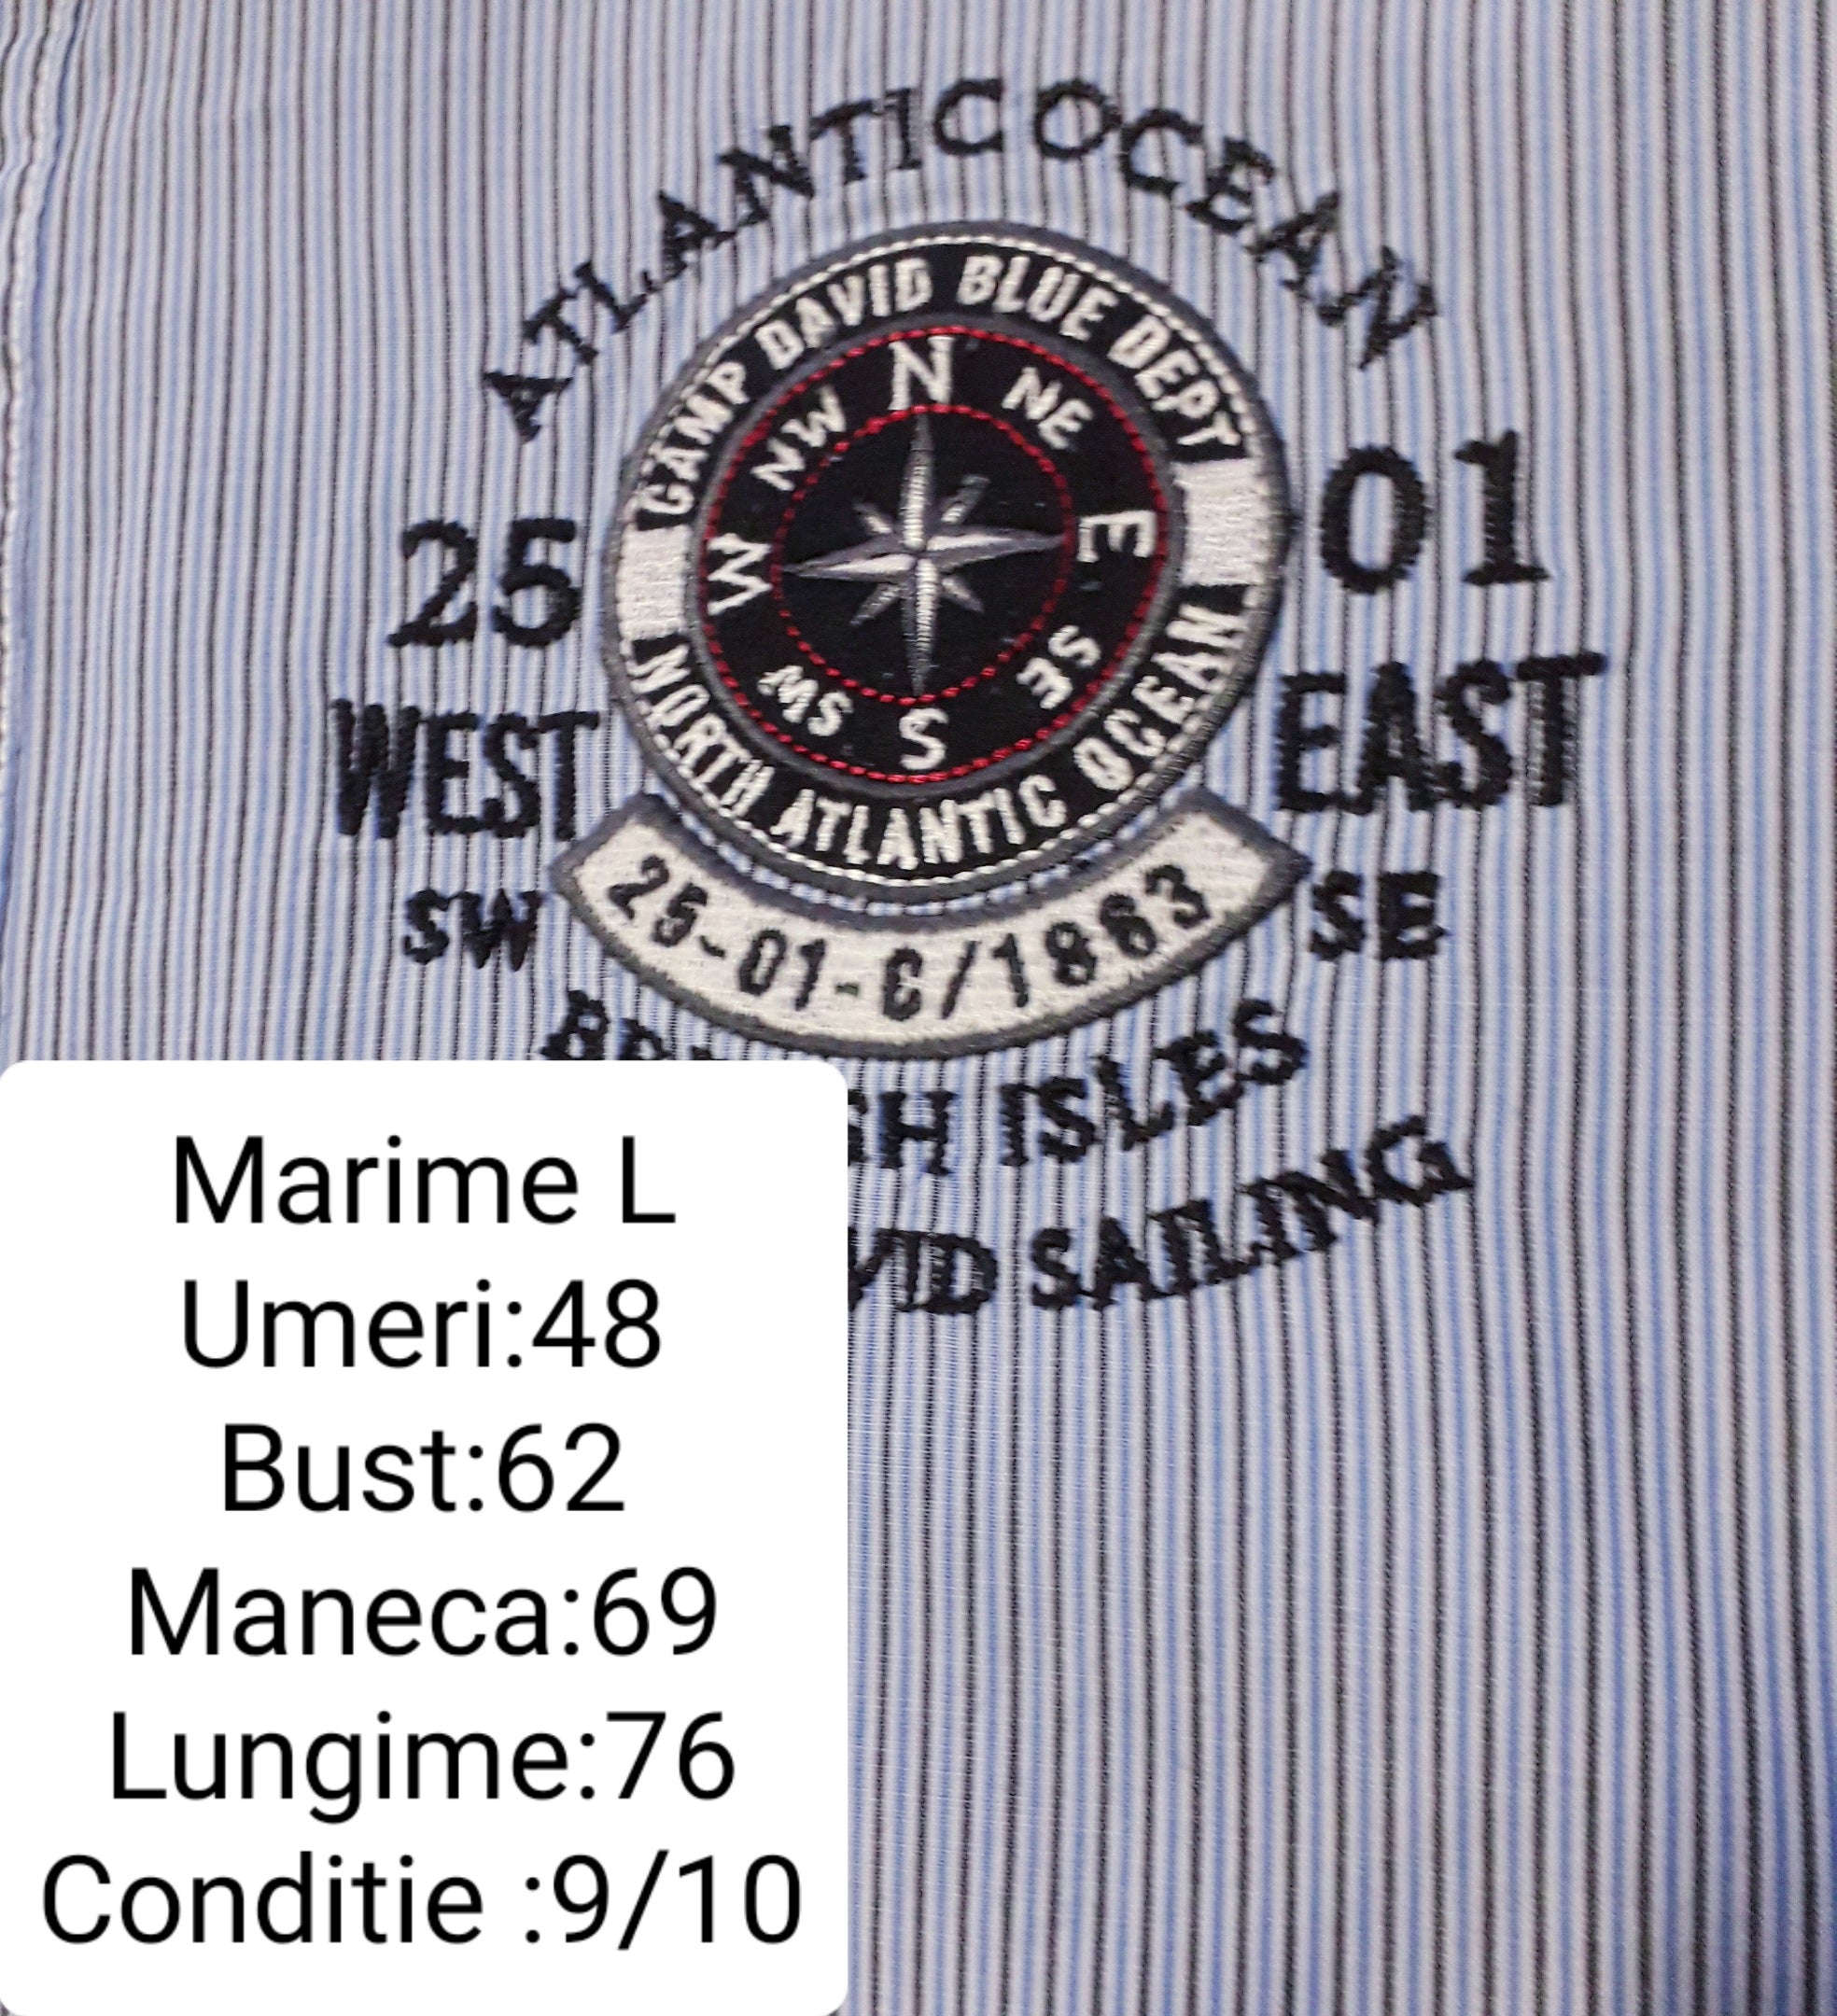 ATLANTIC OCEAN
CAMP DAVID BLUE DEPT
N
NW NE
25 01
W E
SW SE
S
WEST EAST
NORTH ATLANTIC OCEAN
SW SE
25-01-C/1863
ISLES
SAILING
Marime L
Umeri:48
Bust:62
Maneca:69
Lungime:76
Conditie :9/10